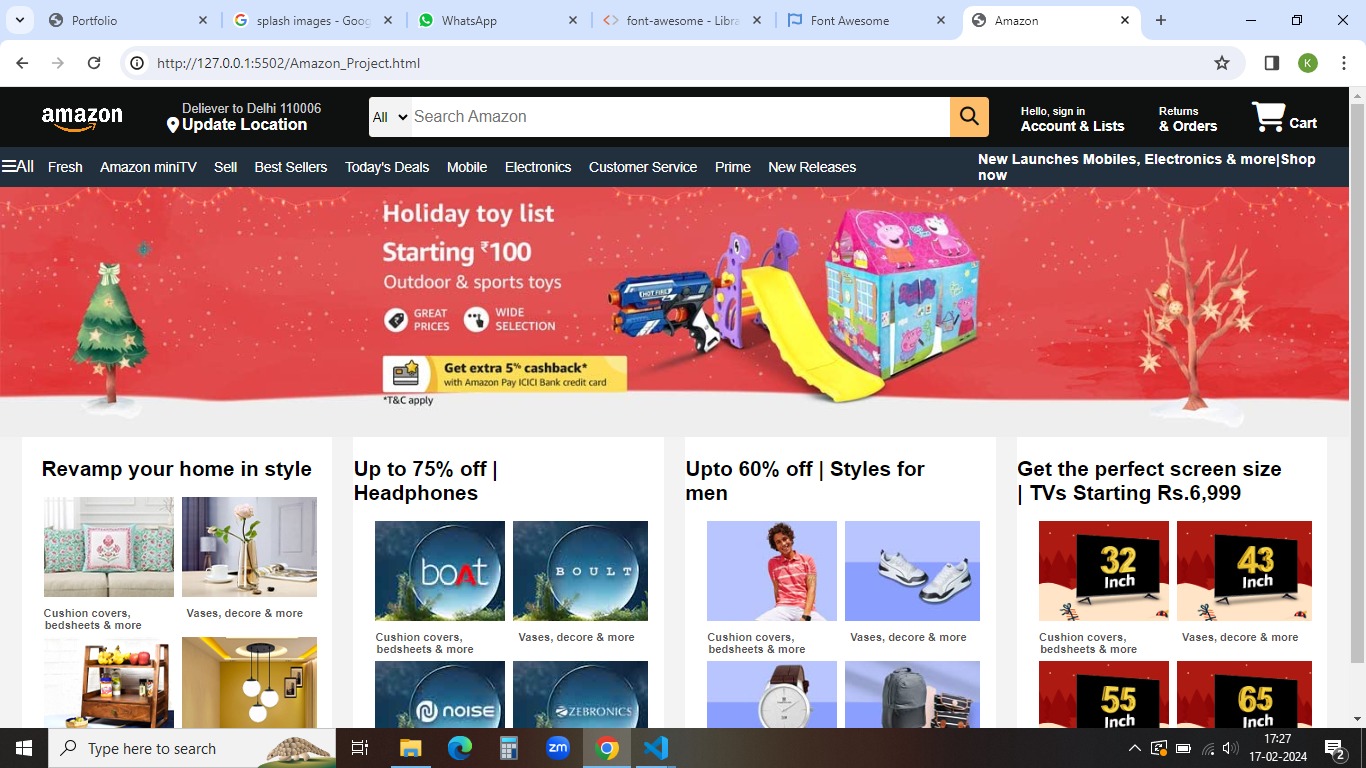 Portfolio
splash images - Goog
WhatsApp
font-awesome - Libra
Font Awesome
Amazon
http://127.0.0.1:5502/Amazon_Project.html
K
amazon
Deliever to Delhi 110006
Update Location
All
Search Amazon
Hello, sign in
Account & Lists
Returns
& Orders
Cart
All
Fresh
Amazon miniTV
Sell
Best Sellers
Today's Deals
Mobile
Electronics
Customer Service
Prime
New Releases
New Launches Mobiles, Electronics & more|Shop
now
Holiday toy list
Starting ₹100
Outdoor & sports toys
GREAT
PRICES
WIDE
SELECTION
HOT FIRE
Get extra 5% cashback*
with Amazon Pay ICICI Bank credit card
*T&C apply
Revamp your home in style
Cushion covers,
bedsheets & more
Vases, decore & more
Up to 75% off |
Headphones
boAt
BOULT
Cushion covers,
bedsheets & more
Vases, decore & more
NOISE
ZEBRONICS
Upto 60% off | Styles for
men
Cushion covers,
bedsheets & more
Vases, decore & more
Get the perfect screen size
| TVs Starting Rs.6,999
32
Inch
43
Inch
Cushion covers,
bedsheets & more
Vases, decore & more
55
Inch
65
Inch
Type here to search
zm
17:27
17-02-2024
2